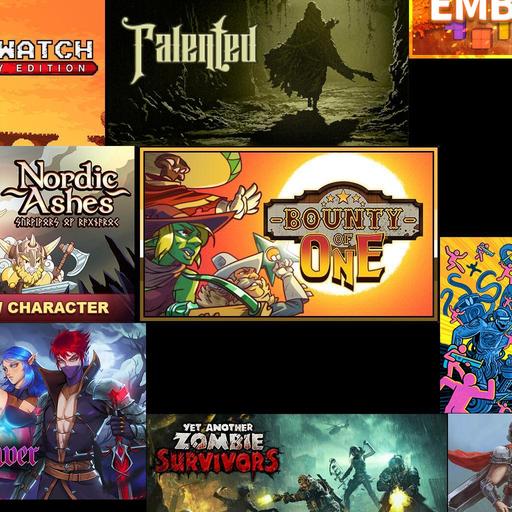 WATCH
Y EDITION
Talented
EMB
Nordic
Ashes
SURVIVORS OF RAGNAROK
W CHARACTER
BOUNTY
OF
ONE
wer
YET ANOTHER
ZOMBIE
SURVIVORS